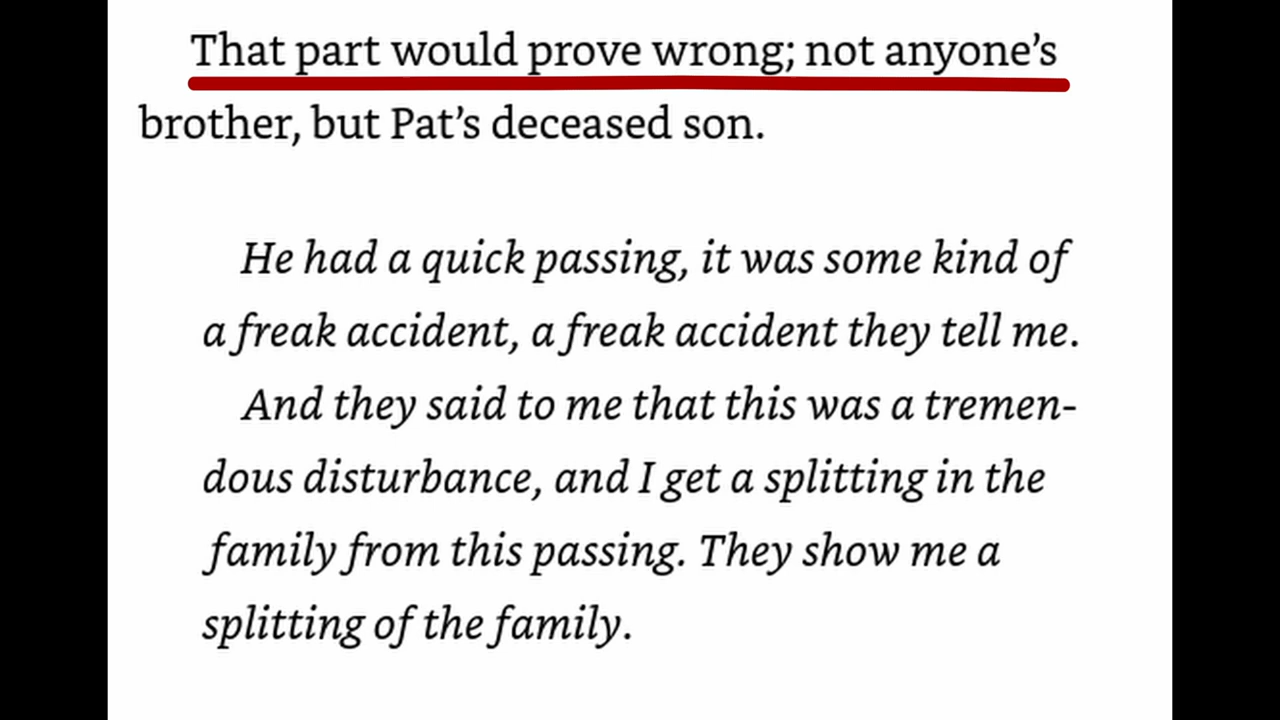 That part would prove wrong; not anyone’s
brother, but Pat’s deceased son.
He had a quick passing, it was some kind of
a freak accident, a freak accident they tell me.
And they said to me that this was a tremen-
dous disturbance, and I get a splitting in the
family from this passing. They show me a
splitting of the family.